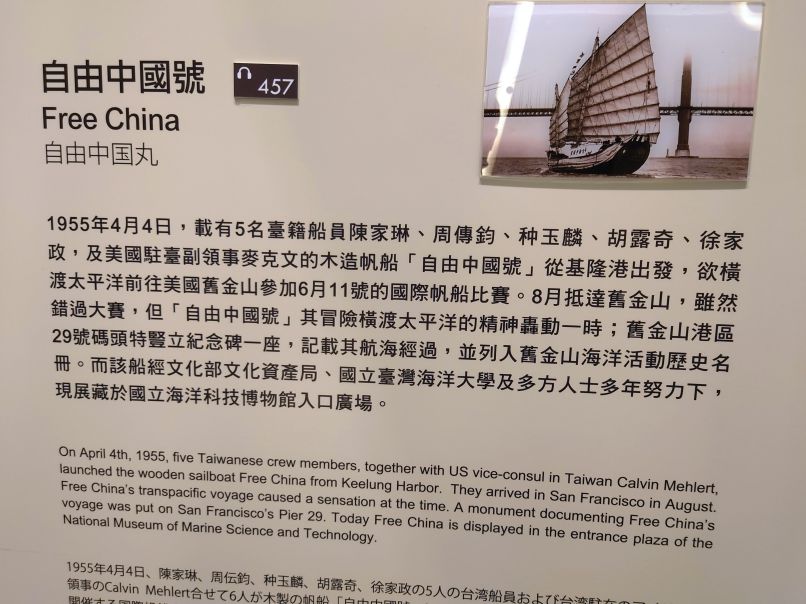 自由中國號
457
Free China
自由中国丸
1955年4月4日，載有5名臺籍船員陳家琳、周傳鈞、种玉麟、胡露奇、徐家
政，及美國駐臺副領事麥克文的木造帆船「自由中國號」從基隆港出發，欲橫
渡太平洋前往美國舊金山參加6月11號的國際帆船比賽。8月抵達舊金山，雖然
錯過大賽，但「自由中國號」其冒險橫渡太平洋的精神轟動一時；舊金山港區
29號碼頭特豎立紀念碑一座，記載其航海經過，並列入舊金山海洋活動歷史名
冊。而該船經文化部文化資產局、國立臺灣海洋大學及多方人士多年努力下，
現展藏於國立海洋科技博物館入口廣場。
On April 4th, 1955, five Taiwanese crew members, together with US vice-consul in Taiwan Calvin Mehlert,
launched the wooden sailboat Free China from Keelung Harbor. They arrived in San Francisco in August.
Free China's transpacific voyage caused a sensation at the time. A monument documenting Free China's
voyage was put on San Francisco's Pier 29. Today Free China is displayed in the entrance plaza of the
National Museum of Marine Science and Technology.
1955年4月4日、陳家琳、周伝鈞、种玉麟、胡露奇、徐家政の5人の台湾船員および台湾駐在の
領事のCalvin Mehlert合せて6人が木製の帆船「自由中國號